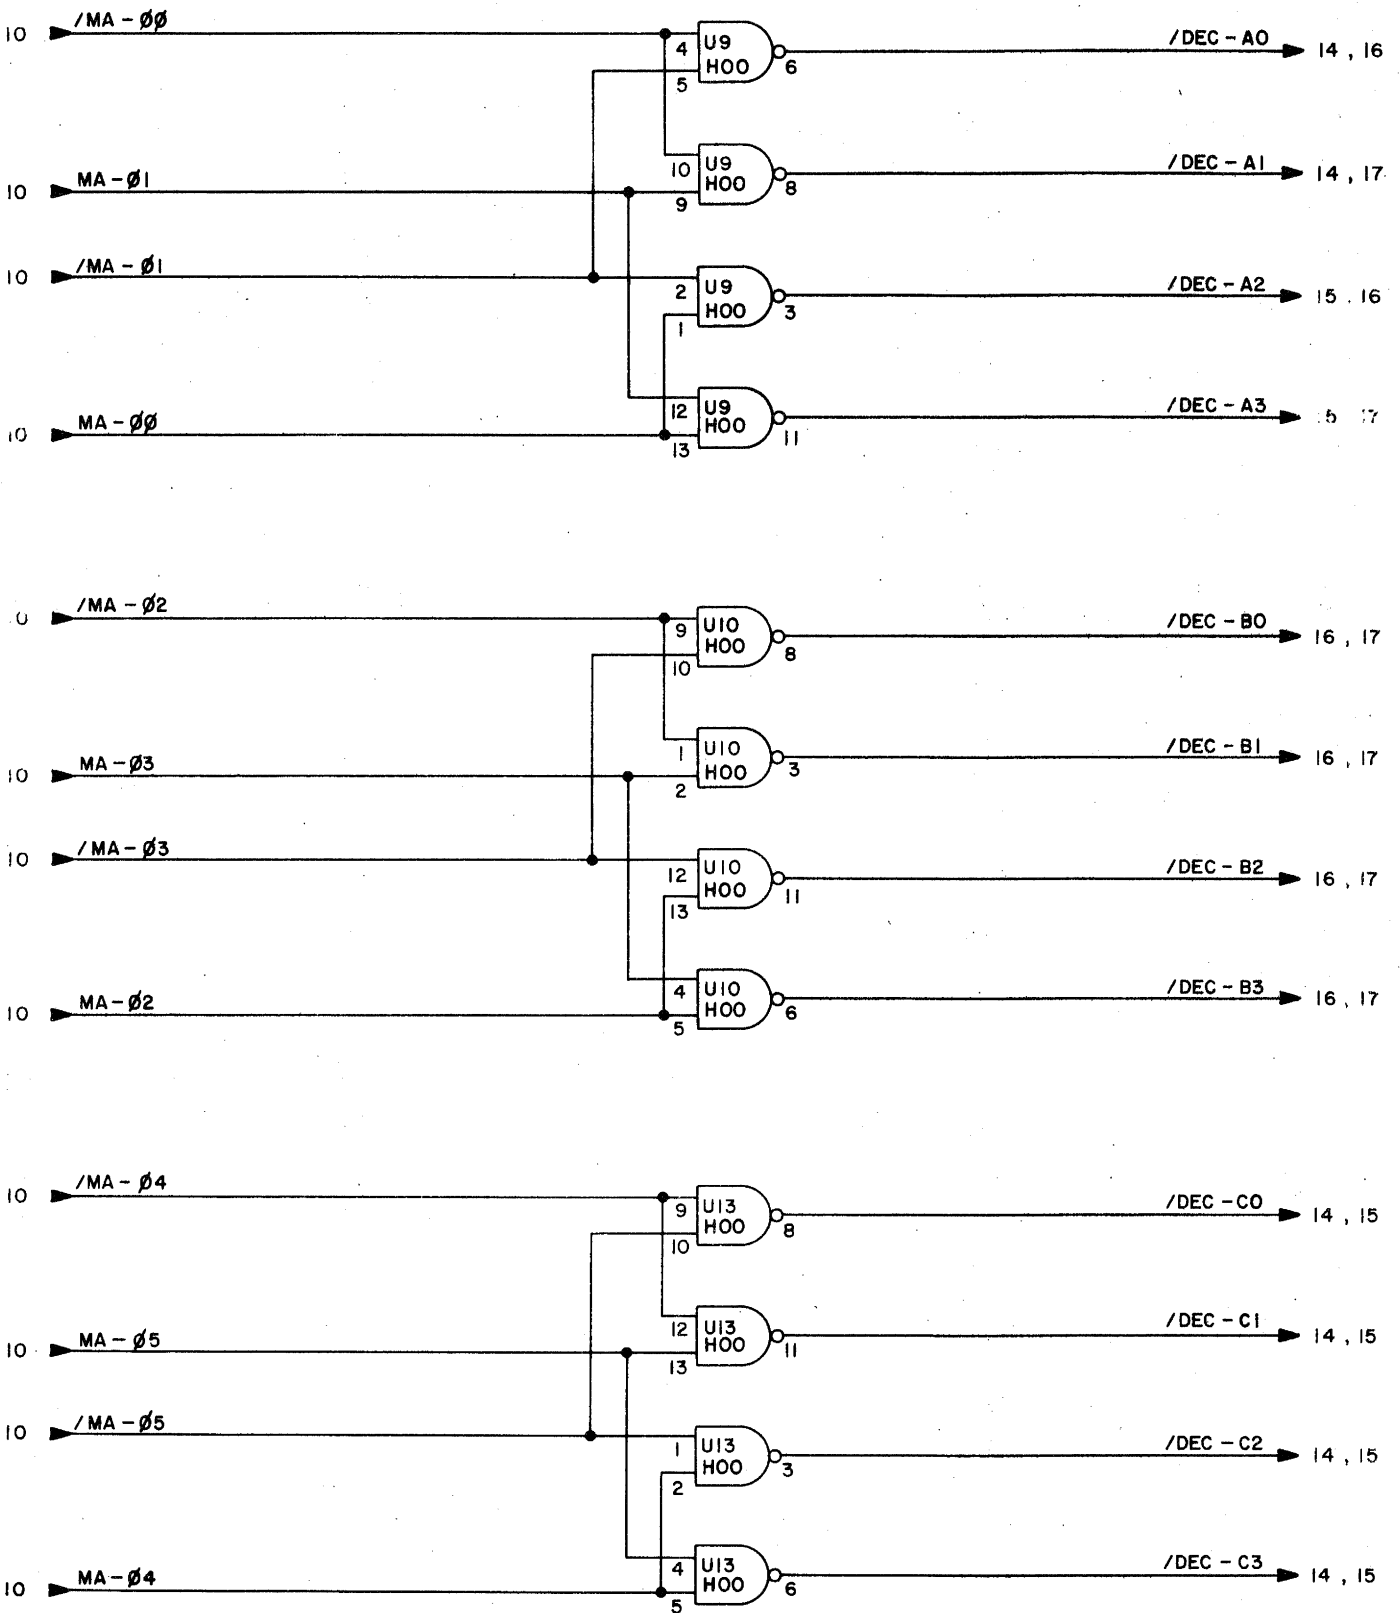 /MA-ØØ
10
4
U9
H00
5
6
/DEC-A0
14, 16
10
U9
H00
9
8
/DEC-A1
14, 17
MA-Ø1
10
/MA-Ø1
10
2
U9
H00
1
3
/DEC-A2
15 . 16
12
U9
H00
13
11
/DEC-A3
MA-ØØ
10
/MA-Ø2
9
U10
H00
10
8
/DEC-B0
16, 17
1
U10
H00
2
3
/DEC-B1
16, 17
MA-Ø3
10
/MA-Ø3
10
12
U10
H00
13
11
/DEC-B2
16, 17
4
U10
H00
5
6
/DEC-B3
16, 17
MA-Ø2
10
/MA-Ø4
10
9
U13
H00
10
8
/DEC-C0
14, 15
12
U13
H00
13
11
/DEC-C1
14, 15
MA-Ø5
10
/MA-Ø5
10
1
U13
H00
2
3
/DEC-C2
14, 15
4
U13
H00
5
6
/DEC-C3
14, 15
MA-Ø4
10